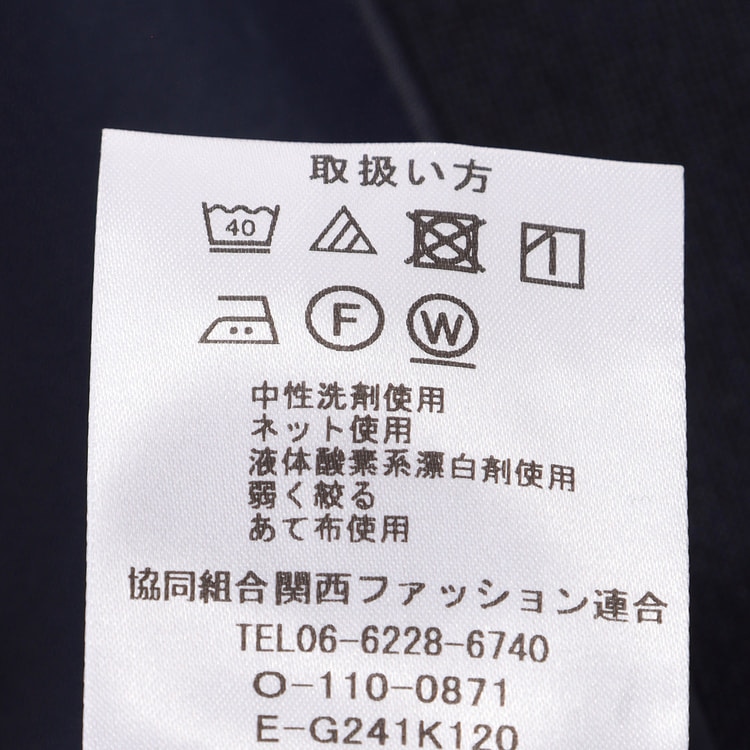 取扱い方
40
F
W
中性洗剤使用
ネット使用
液体酸素系漂白剤使用
弱く絞る
あて布使用
協同組合関西ファッション連合
TEL06-6228-6740
O-110-0871
E-G241K120